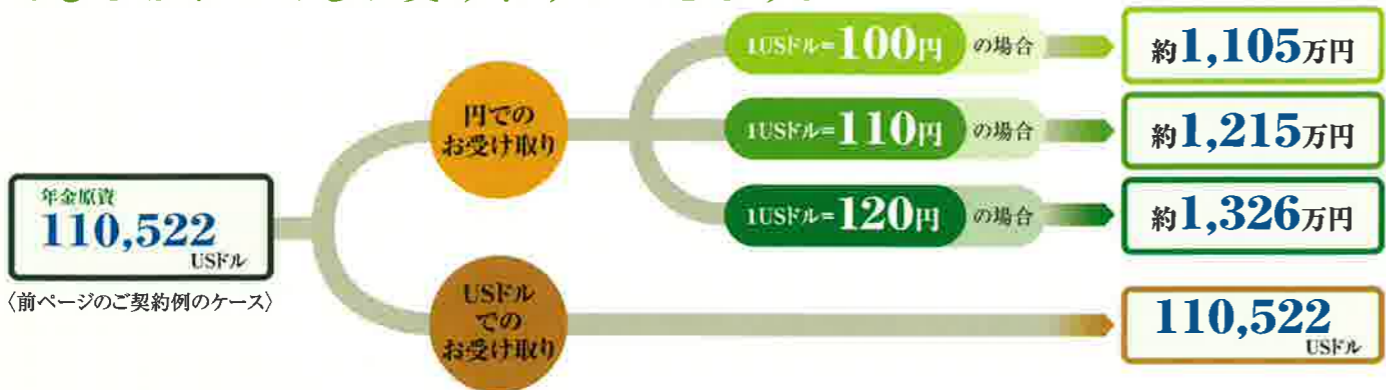 年金原資
110,522
USドル
〈前ページのご契約例のケース〉
円での
お受け取り
1USドル=100円 の場合
約1,105万円
1USドル=110円 の場合
約1,215万円
1USドル=120円 の場合
約1,326万円
USドル
での
お受け取り
110,522
USドル